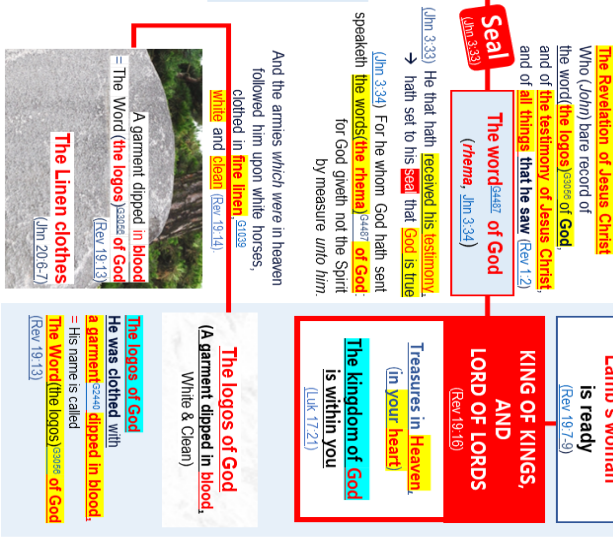 The Revelation of Jesus Christ
Who (John) bare record of
the word(the logos)G3056 of God,
and of the testimony of Jesus Christ,
and of all things that he saw (Rev 1:2)
Seal
(Jhn 3:33)
The wordG4487 of God
(rhema, Jhn 3:34)
(Jhn 3:33) He that hath received his testimony,
→ hath set to his seal that God is true
(Jhn 3:34) For he whom God hath sent
speaketh the words(the rhema)G4487 of God:
for God giveth not the Spirit
by measure unto him.
And the armies which were in heaven
followed him upon white horses,
clothed in fine linen,G1039
white and clean (Rev 19:14).
A garment dipped in blood
= The Word (the logos)G3056 of God
(Rev 19:13)
The Linen clothes
(Jhn 20:6-7)
Lamb's woman
is ready
(Rev 19:7-9)
KING OF KINGS,
AND
LORD OF LORDS
(Rev 19:16)
Treasures in Heaven,
(in your heart)
The kingdom of God
is within you
(Luk 17:21)
The logos of God
(A garment dipped in blood,
White & Clean)
The logos of God
He was clothed with
a garmentG2440 dipped in blood,
= His name is called
The Word(the logos)G3056 of God
(Rev 19:13)